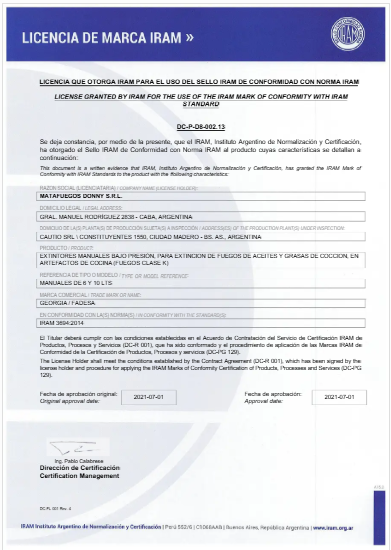 LICENCIA DE MARCA IRAM »
IRAM
LICENCIA QUE OTORGA IRAM PARA EL USO DEL SELLO IRAM DE CONFORMIDAD CON NORMA IRAM
LICENSE GRANTED BY IRAM FOR THE USE OF THE IRAM MARK OF CONFORMITY WITH IRAM
STANDARD
DC-P-D8-002.13
Se deja constancia, por medio de la presente, que el IRAM, Instituto Argentino de Normalización y Certificación,
ha otorgado el Sello IRAM de Conformidad con Norma IRAM al producto cuyas características se detallan a
continuación:
This document is a written evidence that IRAM, Instituto Argentino de Normalización y Certificación, has granted the IRAM Mark of
Conformity with IRAM Standards to the product with the following characteristics:
RAZON SOCIAL (LICENCIATARIA) / COMPANY NAME (LICENSE HOLDER):
MATAFUEGOS DONNY S.R.L.
DOMICILIO LEGAL / LEGAL ADDRESS:
GRAL. MANUEL RODRÍGUEZ 2838 - CABA, ARGENTINA
DOMICILIO DE LA(S) PLANTA(S) DE PRODUCCIÓN SUJETA(S) A INSPECCIÓN / ADDRESS(ES) OF THE PRODUCTION PLANT(S) UNDER INSPECTION:
CAUTIO SRL \ CONSTITUYENTES 1550, CIUDAD MADERO - BS. AS., ARGENTINA
PRODUCTO / PRODUCT:
EXTINTORES MANUALES BAJO PRESION, PARA EXTINCION DE FUEGOS DE ACEITES Y GRASAS DE COCCION, EN
ARTEFACTOS DE COCINA (FUEGOS CLASE K)
REFERENCIA DE TIPO O MODELO / TYPE OR MODEL REFERENCE:
MANUALES DE 6 Y 10 LTS
MARCA COMERCIAL / TRADE MARK OR NAME:
GEORGIA / FADESA
EN CONFORMIDAD CON LA(S) NORMA(S) / IN CONFORMITY WITH THE STANDARD(S):
IRAM 3694:2014
El Titular deberá cumplir con las condiciones establecidas en el Acuerdo de Contratación del Servicio de Certificación IRAM de
Productos, Procesos y Servicios (DC-R 001), que ha sido conformado y el procedimiento de aplicación de las Marcas IRAM de
Conformidad de la Certificación de Productos, procesos y servicios (DC-PG 129).
The License Holder shall meet the conditions established by the Contract Agreement (DC-R 001), which has been signed by the
license holder and procedure for applying the IRAM Marks of Conformity Certification of Products, Processes and Services (DC-PG
129).
Fecha de aprobación original:
Original approval date:
2021-07-01
Fecha de aprobación:
Approval date:
2021-07-01
Ing. Pablo Calabrese
Dirección de Certificación
Certification Management
DC-FL 001 Rev. 4
IRAM Instituto Argentino de Normalización y Certificación | Perú 552/6 | C1068AAB | Buenos Aires, República Argentina | www.iram.org.ar